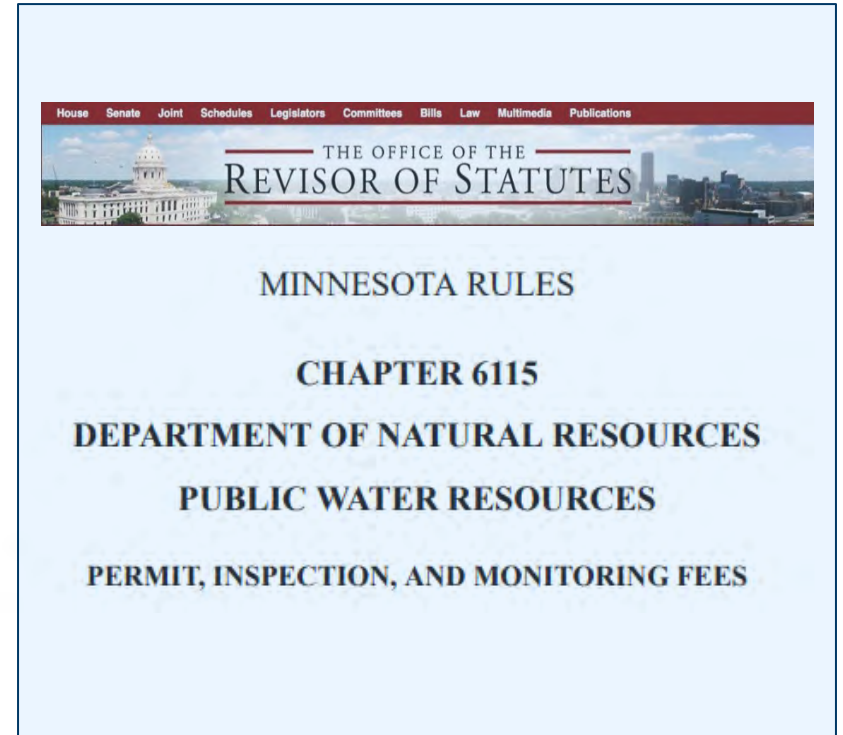 House Senate Joint Schedules Legislators Committees Bills Law Multimedia Publications
THE OFFICE OF THE
REVISOR OF STATUTES
MINNESOTA RULES
CHAPTER 6115
DEPARTMENT OF NATURAL RESOURCES
PUBLIC WATER RESOURCES
PERMIT, INSPECTION, AND MONITORING FEES